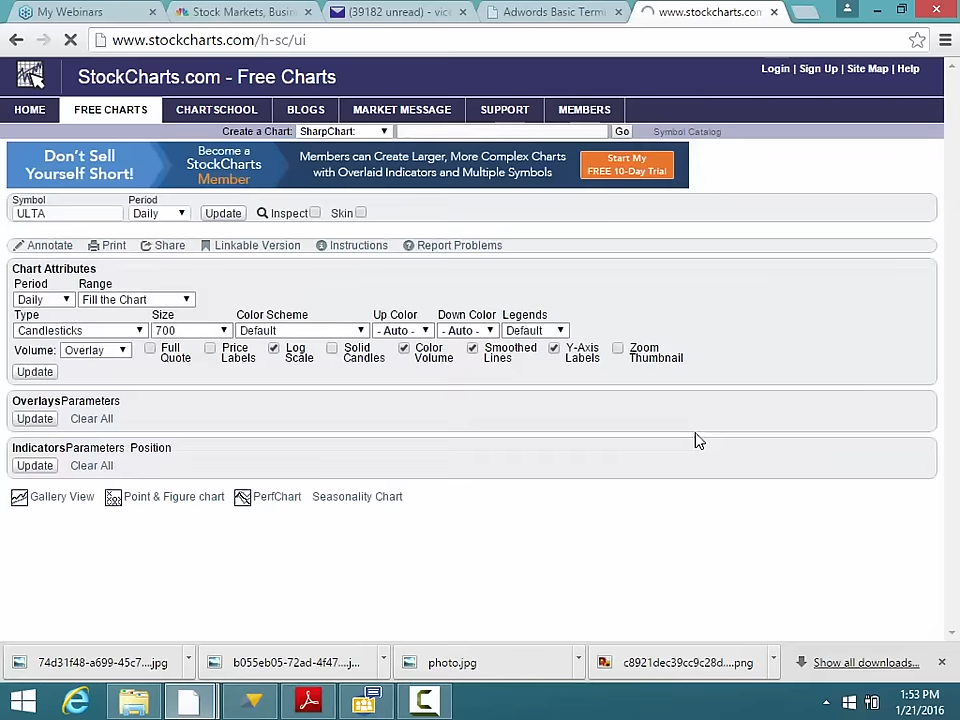 My Webinars
Stock Markets, Busin
(39182 unread) - vice
Adwords Basic Termi
www.stockcharts.com
www.stockcharts.com/h-sc/ui
StockCharts.com - Free Charts
Login | Sign Up | Site Map | Help
HOME
FREE CHARTS
CHARTSCHOOL
BLOGS
MARKET MESSAGE
SUPPORT
MEMBERS
Create a Chart: SharpChart: Go Symbol Catalog
Don't Sell Yourself Short!
Become a StockCharts Member
Members can Create Larger, More Complex Charts
with Overlaid Indicators and Multiple Symbols
Start My
FREE 10-Day Trial
Symbol Period
ULTA Daily Update Inspect Skin
Annotate Print Share Linkable Version Instructions Report Problems
Chart Attributes
Period Range
Daily Fill the Chart
Type Size Color Scheme Up Color Down Color Legends
Candlesticks 700 Default - Auto - - Auto - Default
Volume: Overlay Full Quote Price Labels Log Scale Solid Candles Color Volume Smoothed Lines Y-Axis Labels Zoom Thumbnail
Update
OverlaysParameters
Update Clear All
IndicatorsParameters Position
Update Clear All
Gallery View Point & Figure chart PerfChart Seasonality Chart
74d31f48-a699-45c7....jpg
b055eb05-72ad-4f47....j...
photo.jpg
c8921dec39cc9c28d....png
Show all downloads...
1:53 PM
1/21/2016